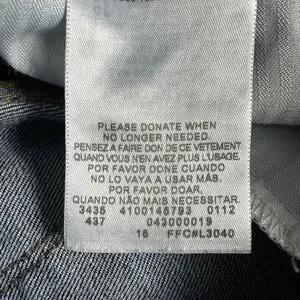 PLEASE DONATE WHEN
NO LONGER NEEDED.
PENSEZ A FAIRE DON DE CE VETEMENT
QUAND VOUS N'EN AVEZ PLUS L'USAGE.
POR FAVOR DONE CUANDO
NO LO VAYA A USAR MÁS.
POR FAVOR DOAR,
QUANDO NÃO MAIS NECESSITAR.
3435 4100145793 0112
437 043000019
15 FFC#L3040